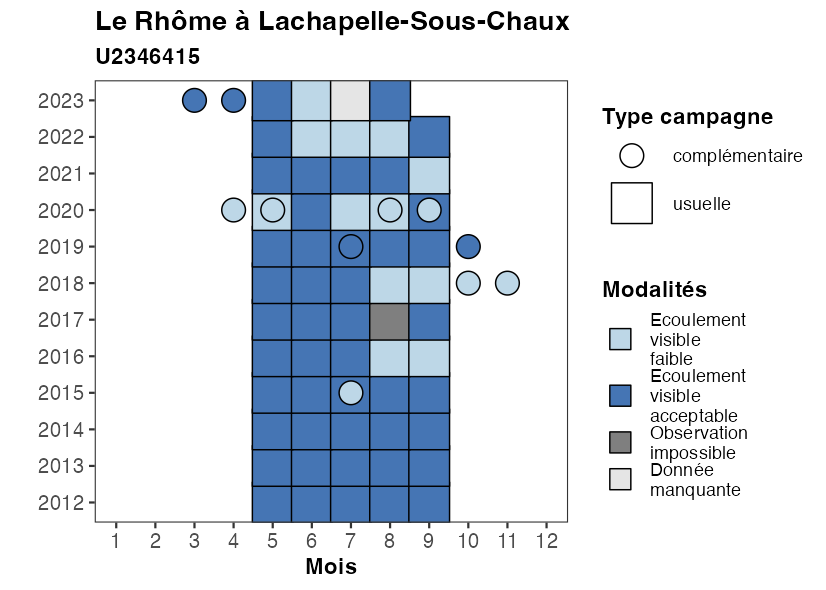 Le Rhôme à Lachapelle-Sous-Chaux
U2346415
2023
2022
2021
2020
2019
2018
2017
2016
2015
2014
2013
2012
1 2 3 4 5 6 7 8 9 10 11 12
Mois
Type campagne
complémentaire
usuelle
Modalités
Ecoulement
visible
faible
Ecoulement
visible
acceptable
Observation
impossible
Donnée
manquante